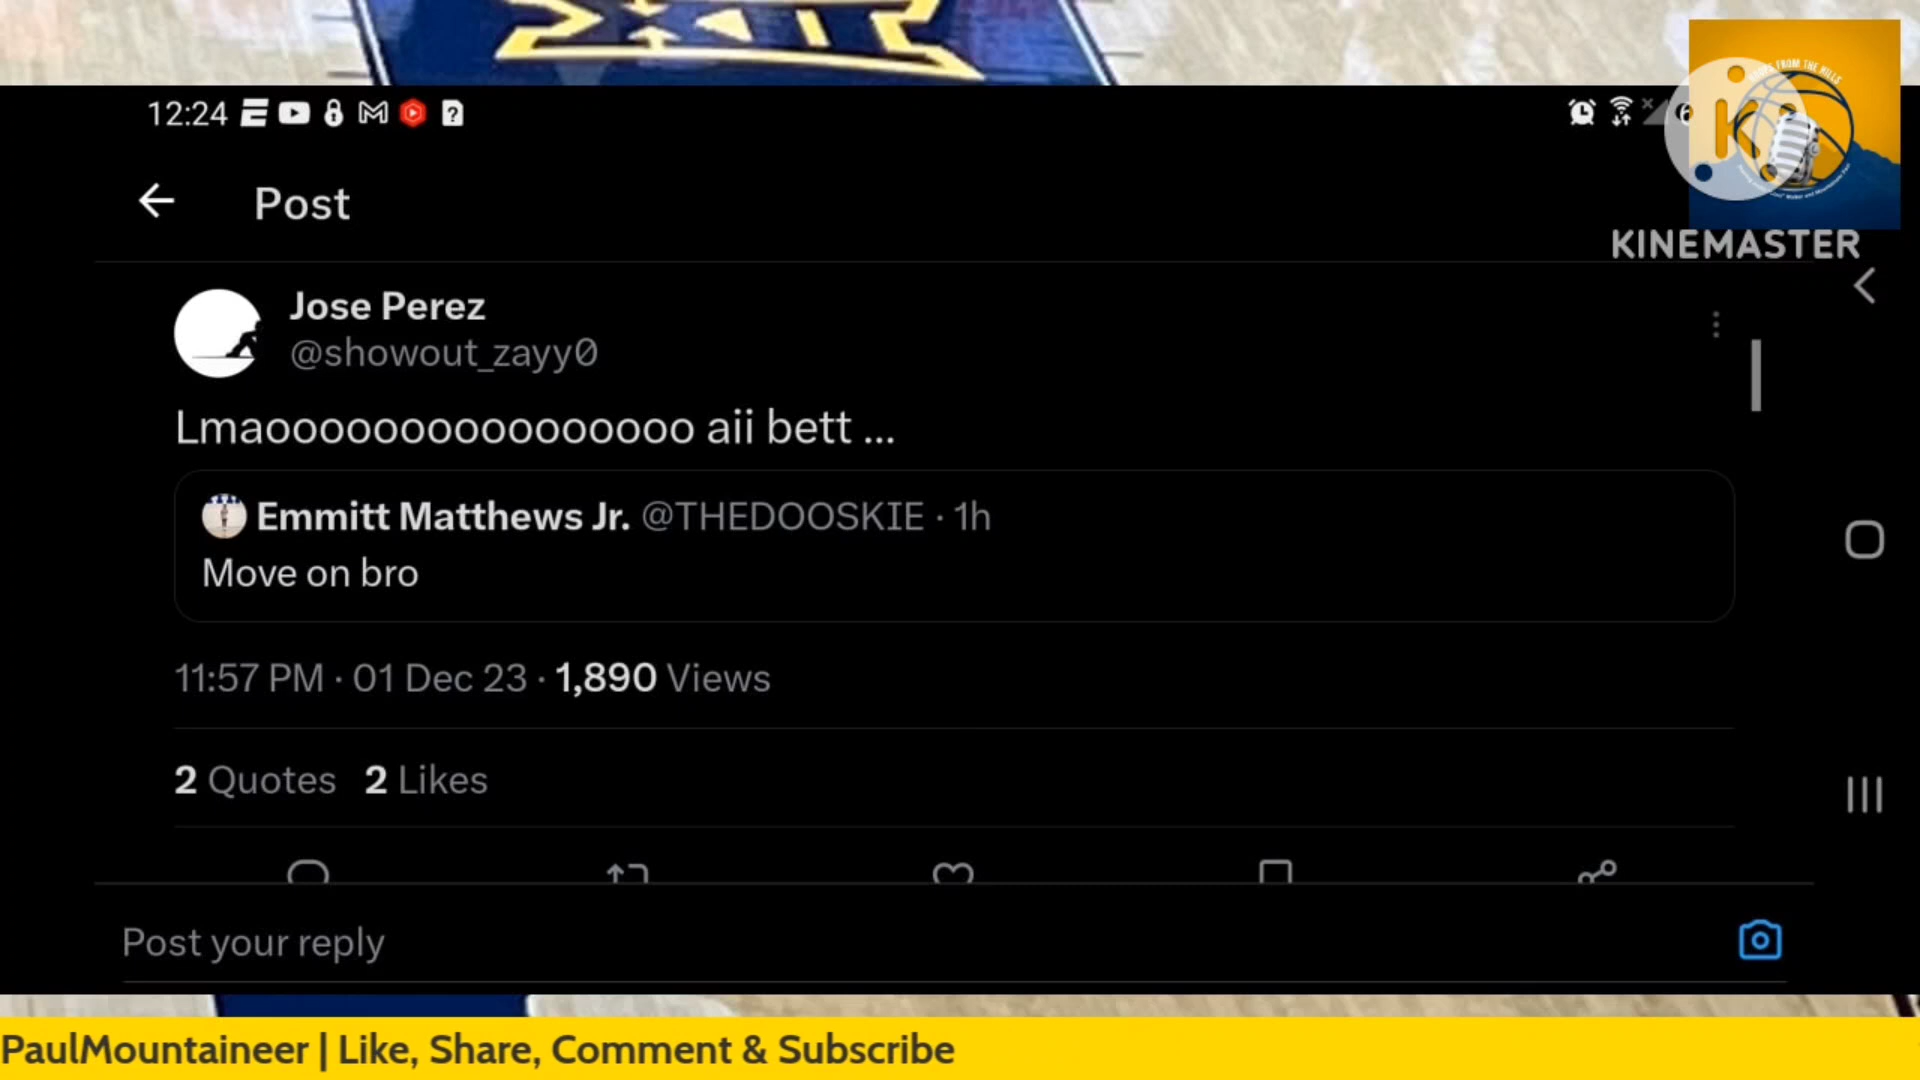 12:24
Post
KINEMASTER
Jose Perez
@showout_zayy0
Lmaoooooooooooooooo aii bett ...
Emmitt Matthews Jr. @THEDOOSKIE · 1h
Move on bro
11:57 PM · 01 Dec 23 · 1,890 Views
2 Quotes 2 Likes
Post your reply
PaulMountaineer | Like, Share, Comment & Subscribe